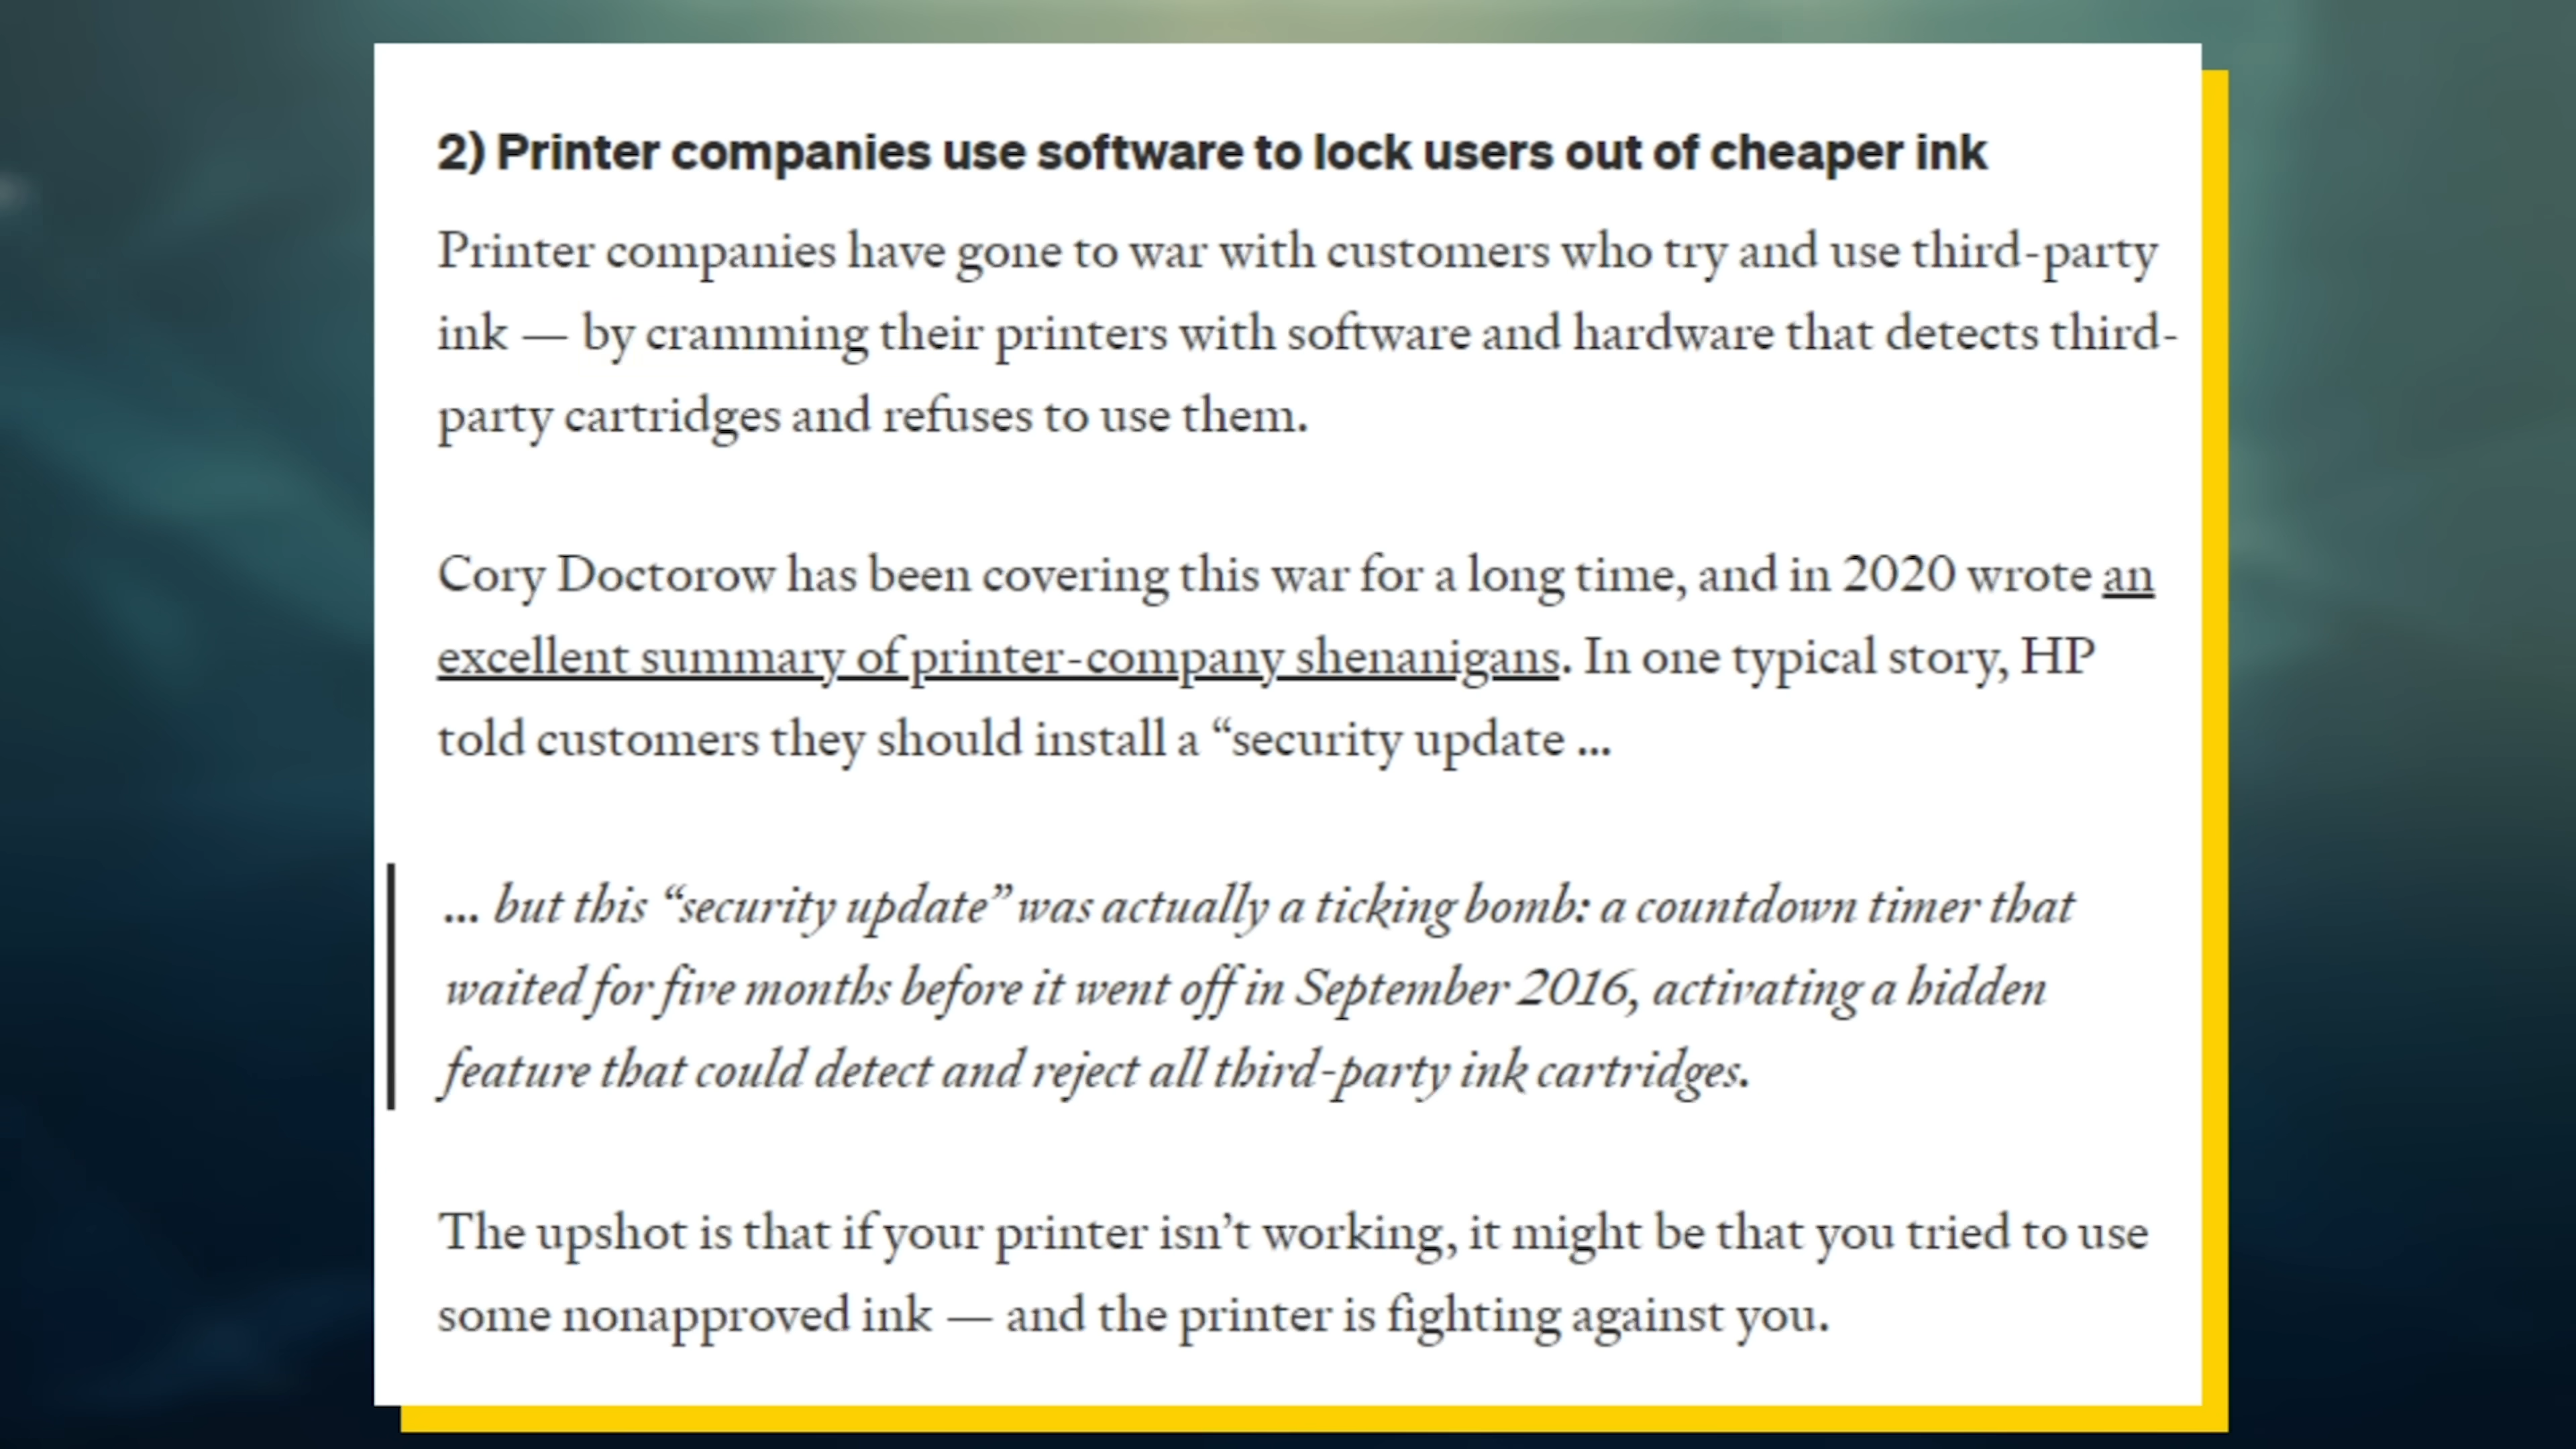 2) Printer companies use software to lock users out of cheaper ink
Printer companies have gone to war with customers who try and use third-party
ink — by cramming their printers with software and hardware that detects third-
party cartridges and refuses to use them.
Cory Doctorow has been covering this war for a long time, and in 2020 wrote an
excellent summary of printer-company shenanigans. In one typical story, HP
told customers they should install a “security update ...
... but this “security update” was actually a ticking bomb: a countdown timer that
waited for five months before it went off in September 2016, activating a hidden
feature that could detect and reject all third-party ink cartridges.
The upshot is that if your printer isn’t working, it might be that you tried to use
some nonapproved ink — and the printer is fighting against you.